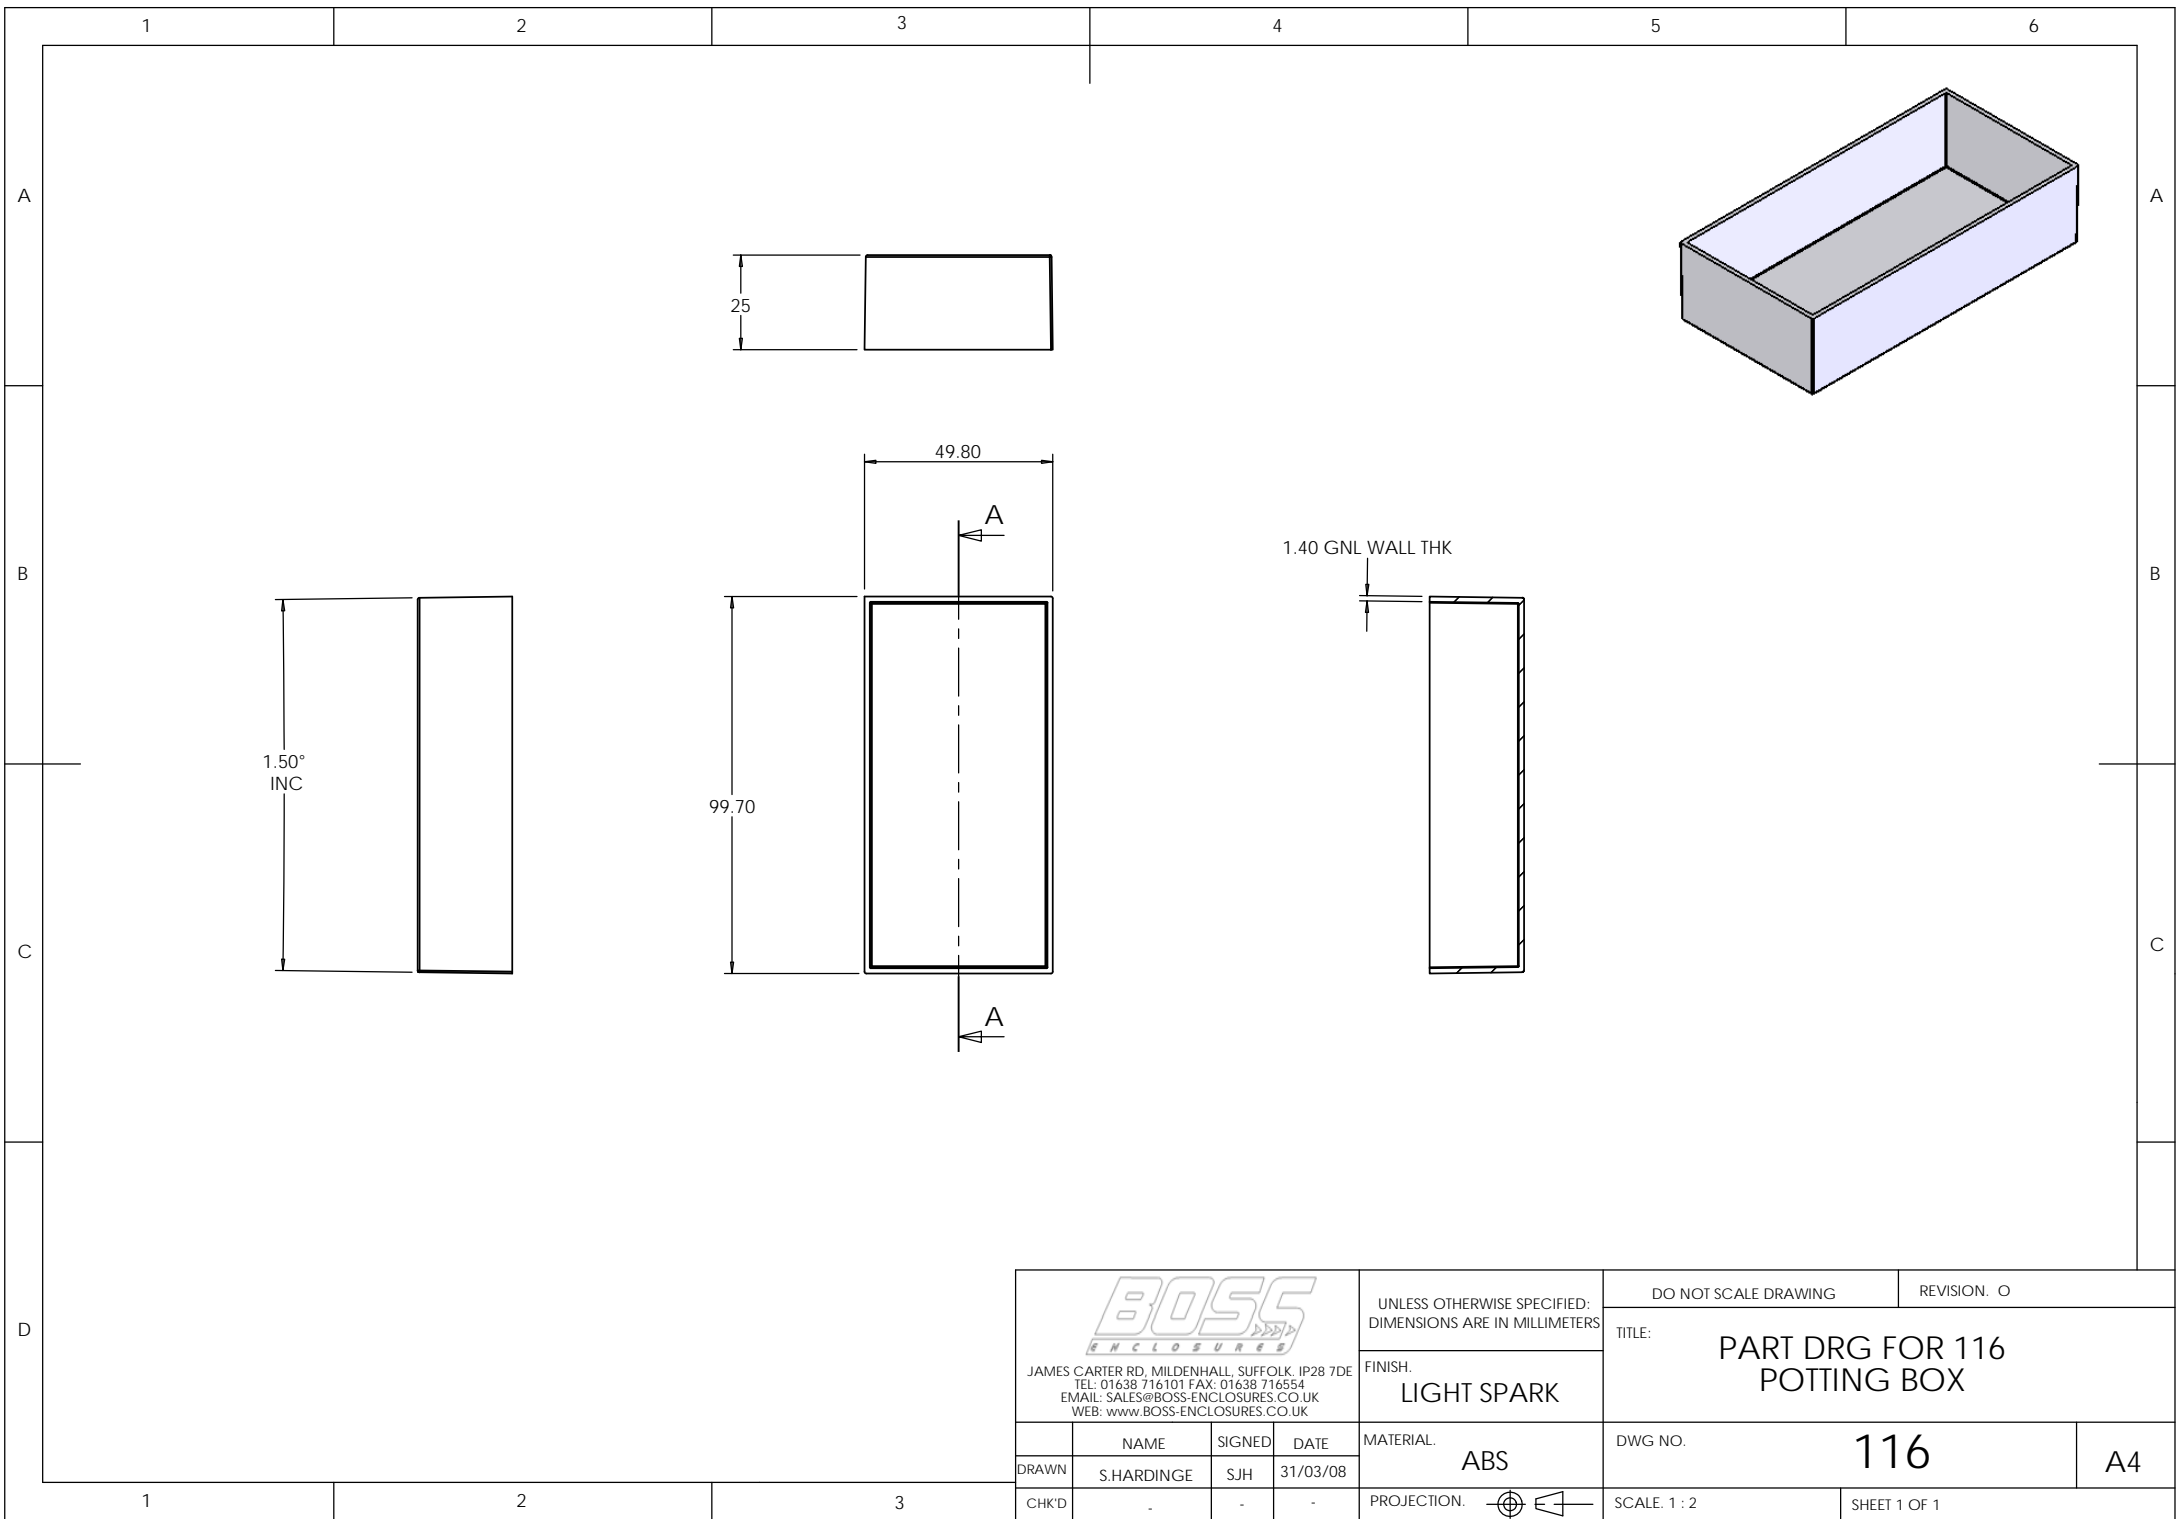 1 2 3 4 5 6
A A
25
49.80
A
1.40 GNL WALL THK
B B
1.50°
INC
99.70
C C
A
D
BOSS
ENCLOSURES
JAMES CARTER RD, MILDENHALL, SUFFOLK. IP28 7DE
TEL: 01638 716101 FAX: 01638 716554
EMAIL: SALES@BOSS-ENCLOSURES.CO.UK
WEB: www.BOSS-ENCLOSURES.CO.UK
UNLESS OTHERWISE SPECIFIED:
DIMENSIONS ARE IN MILLIMETERS
FINISH.
LIGHT SPARK
DO NOT SCALE DRAWING
REVISION. O
TITLE:
PART DRG FOR 116
POTTING BOX
NAME SIGNED DATE
DRAWN S.HARDINGE SJH 31/03/08
CHK'D - - -
MATERIAL.
ABS
PROJECTION.
DWG NO.
116
A4
SCALE. 1 : 2
SHEET 1 OF 1
1 2 3